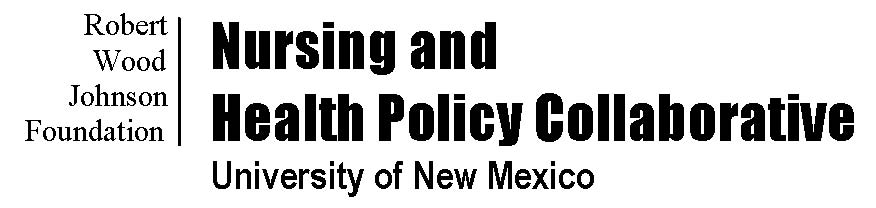 Robert
Wood
Johnson
Foundation
Nursing and
Health Policy Collaborative
University of New Mexico